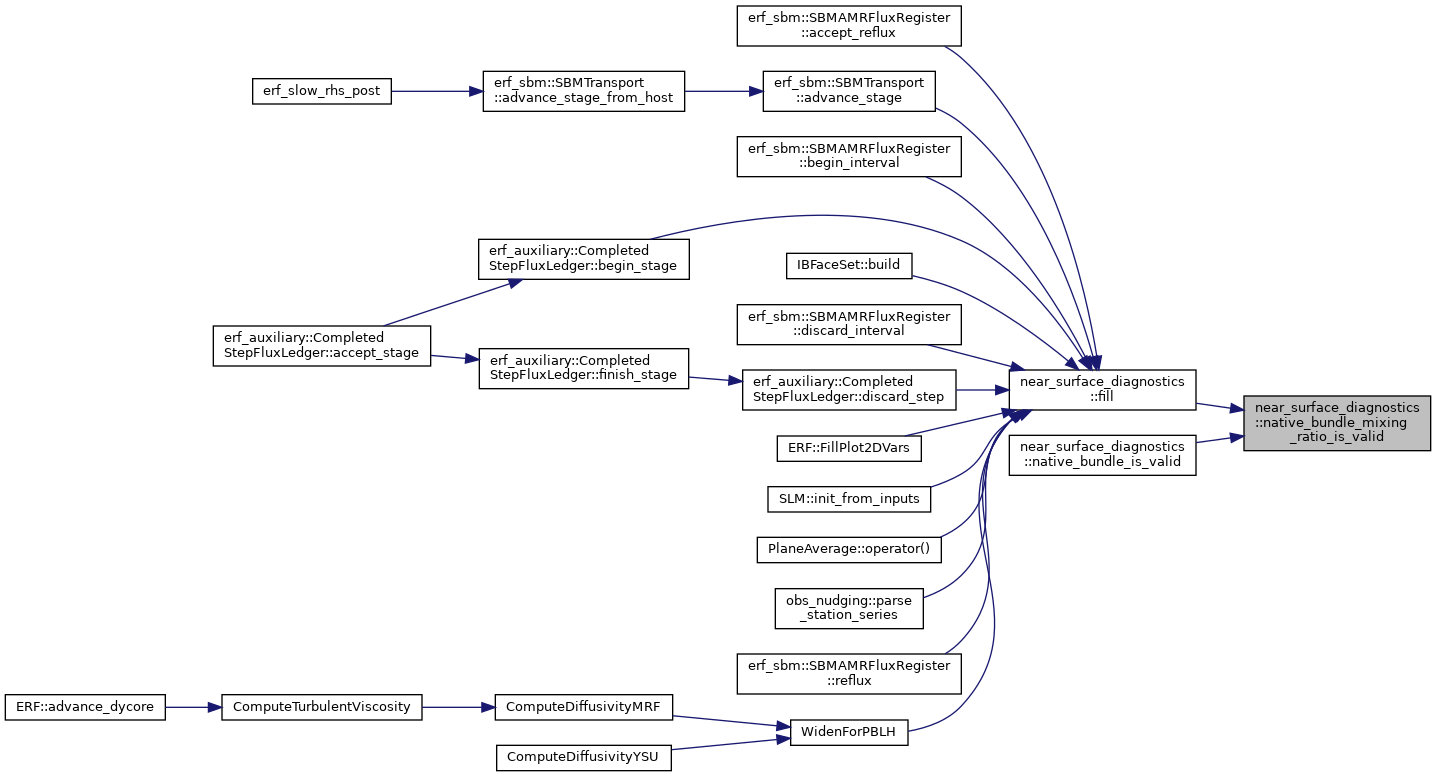 erf_sbm::SBMAMRFluxRegister
::accept_reflux
erf_slow_rhs_post
erf_sbm::SBMTransport
::advance_stage_from_host
erf_sbm::SBMTransport
::advance_stage
erf_sbm::SBMAMRFluxRegister
::begin_interval
erf_auxiliary::Completed
StepFluxLedger::begin_stage
IBFaceSet::build
erf_sbm::SBMAMRFluxRegister
::discard_interval
erf_auxiliary::Completed
StepFluxLedger::accept_stage
erf_auxiliary::Completed
StepFluxLedger::finish_stage
erf_auxiliary::Completed
StepFluxLedger::discard_step
near_surface_diagnostics
::fill
near_surface_diagnostics
::native_bundle_mixing
_ratio_is_valid
ERF::FillPlot2DVars
near_surface_diagnostics
::native_bundle_is_valid
SLM::init_from_inputs
PlaneAverage::operator()
obs_nudging::parse
_station_series
erf_sbm::SBMAMRFluxRegister
::reflux
ERF::advance_dycore
ComputeTurbulentViscosity
ComputeDiffusivityMRF
WidenForPBLH
ComputeDiffusivityYSU